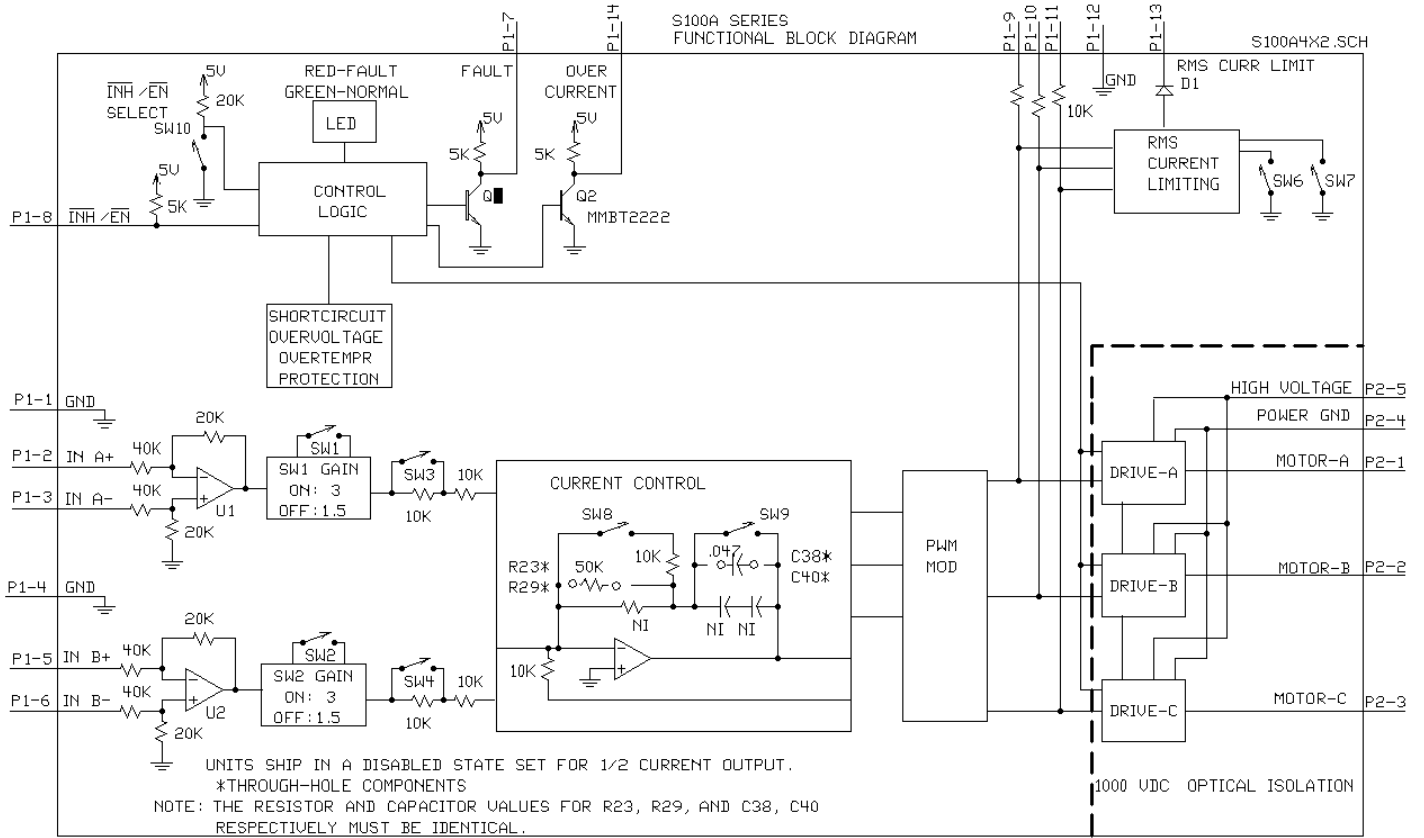 P1-7
P1-14
S100A SERIES
FUNCTIONAL BLOCK DIAGRAM
P1-9
P1-10
P1-11
P1-12
P1-13
S100A4X2.SCH
5V
INH/EN
SELECT
20K
SW10
RED-FAULT
GREEN-NORMAL
LED
FAULT
OVER
CURRENT
5V
5V
5K
5K
Q
Q2
MMBT2222
GND
RMS CURR LIMIT
D1
10K
RMS
CURRENT
LIMITING
SW6
SW7
5V
5K
P1-8
INH/EN
CONTROL
LOGIC
SHORTCIRCUIT
OVERVOLTAGE
OVERTEMPR
PROTECTION
P1-1
GND
20K
P1-2
IN A+
40K
P1-3
IN A-
40K
20K
U1
SW1
SW1 GAIN
ON: 3
OFF:1.5
SW3
10K
10K
P1-4
GND
20K
P1-5
IN B+
40K
P1-6
IN B-
40K
20K
U2
SW2
SW2 GAIN
ON: 3
OFF:1.5
SW4
10K
10K
CURRENT CONTROL
SW8
SW9
R23*
R29*
50K
10K
.047
C38*
C40*
NI
NI
NI
10K
PWM
MOD
HIGH VOLTAGE
P2-5
POWER GND
P2-4
DRIVE-A
MOTOR-A
P2-1
DRIVE-B
MOTOR-B
P2-2
DRIVE-C
MOTOR-C
P2-3
1000 VDC OPTICAL ISOLATION
UNITS SHIP IN A DISABLED STATE SET FOR 1/2 CURRENT OUTPUT.
*THROUGH-HOLE COMPONENTS
NOTE: THE RESISTOR AND CAPACITOR VALUES FOR R23, R29, AND C38, C40
RESPECTIVELY MUST BE IDENTICAL.